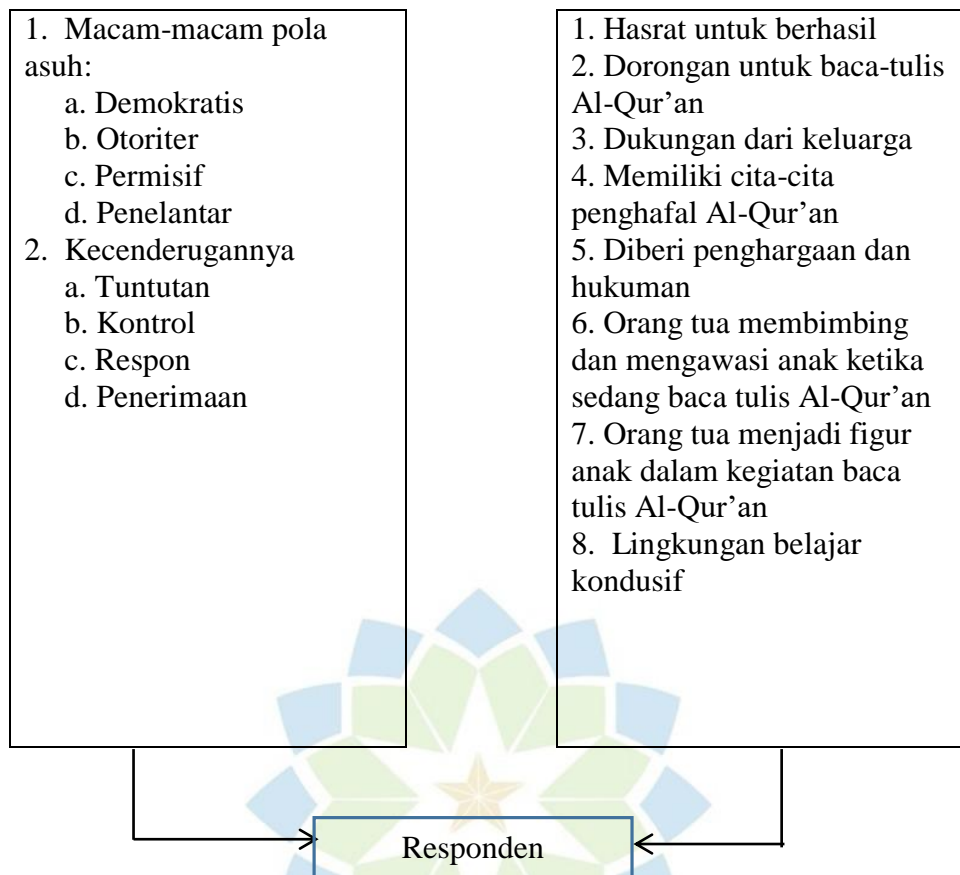 1. Macam-macam pola
asuh:
a. Demokratis
b. Otoriter
c. Permisif
d. Penelantar
2. Kecenderugannya
a. Tuntutan
b. Kontrol
c. Respon
d. Penerimaan
1. Hasrat untuk berhasil
2. Dorongan untuk baca-tulis
Al-Qur’an
3. Dukungan dari keluarga
4. Memiliki cita-cita
penghafal Al-Qur’an
5. Diberi penghargaan dan
hukuman
6. Orang tua membimbing
dan mengawasi anak ketika
sedang baca tulis Al-Qur’an
7. Orang tua menjadi figur
anak dalam kegiatan baca
tulis Al-Qur’an
8. Lingkungan belajar
kondusif
Responden